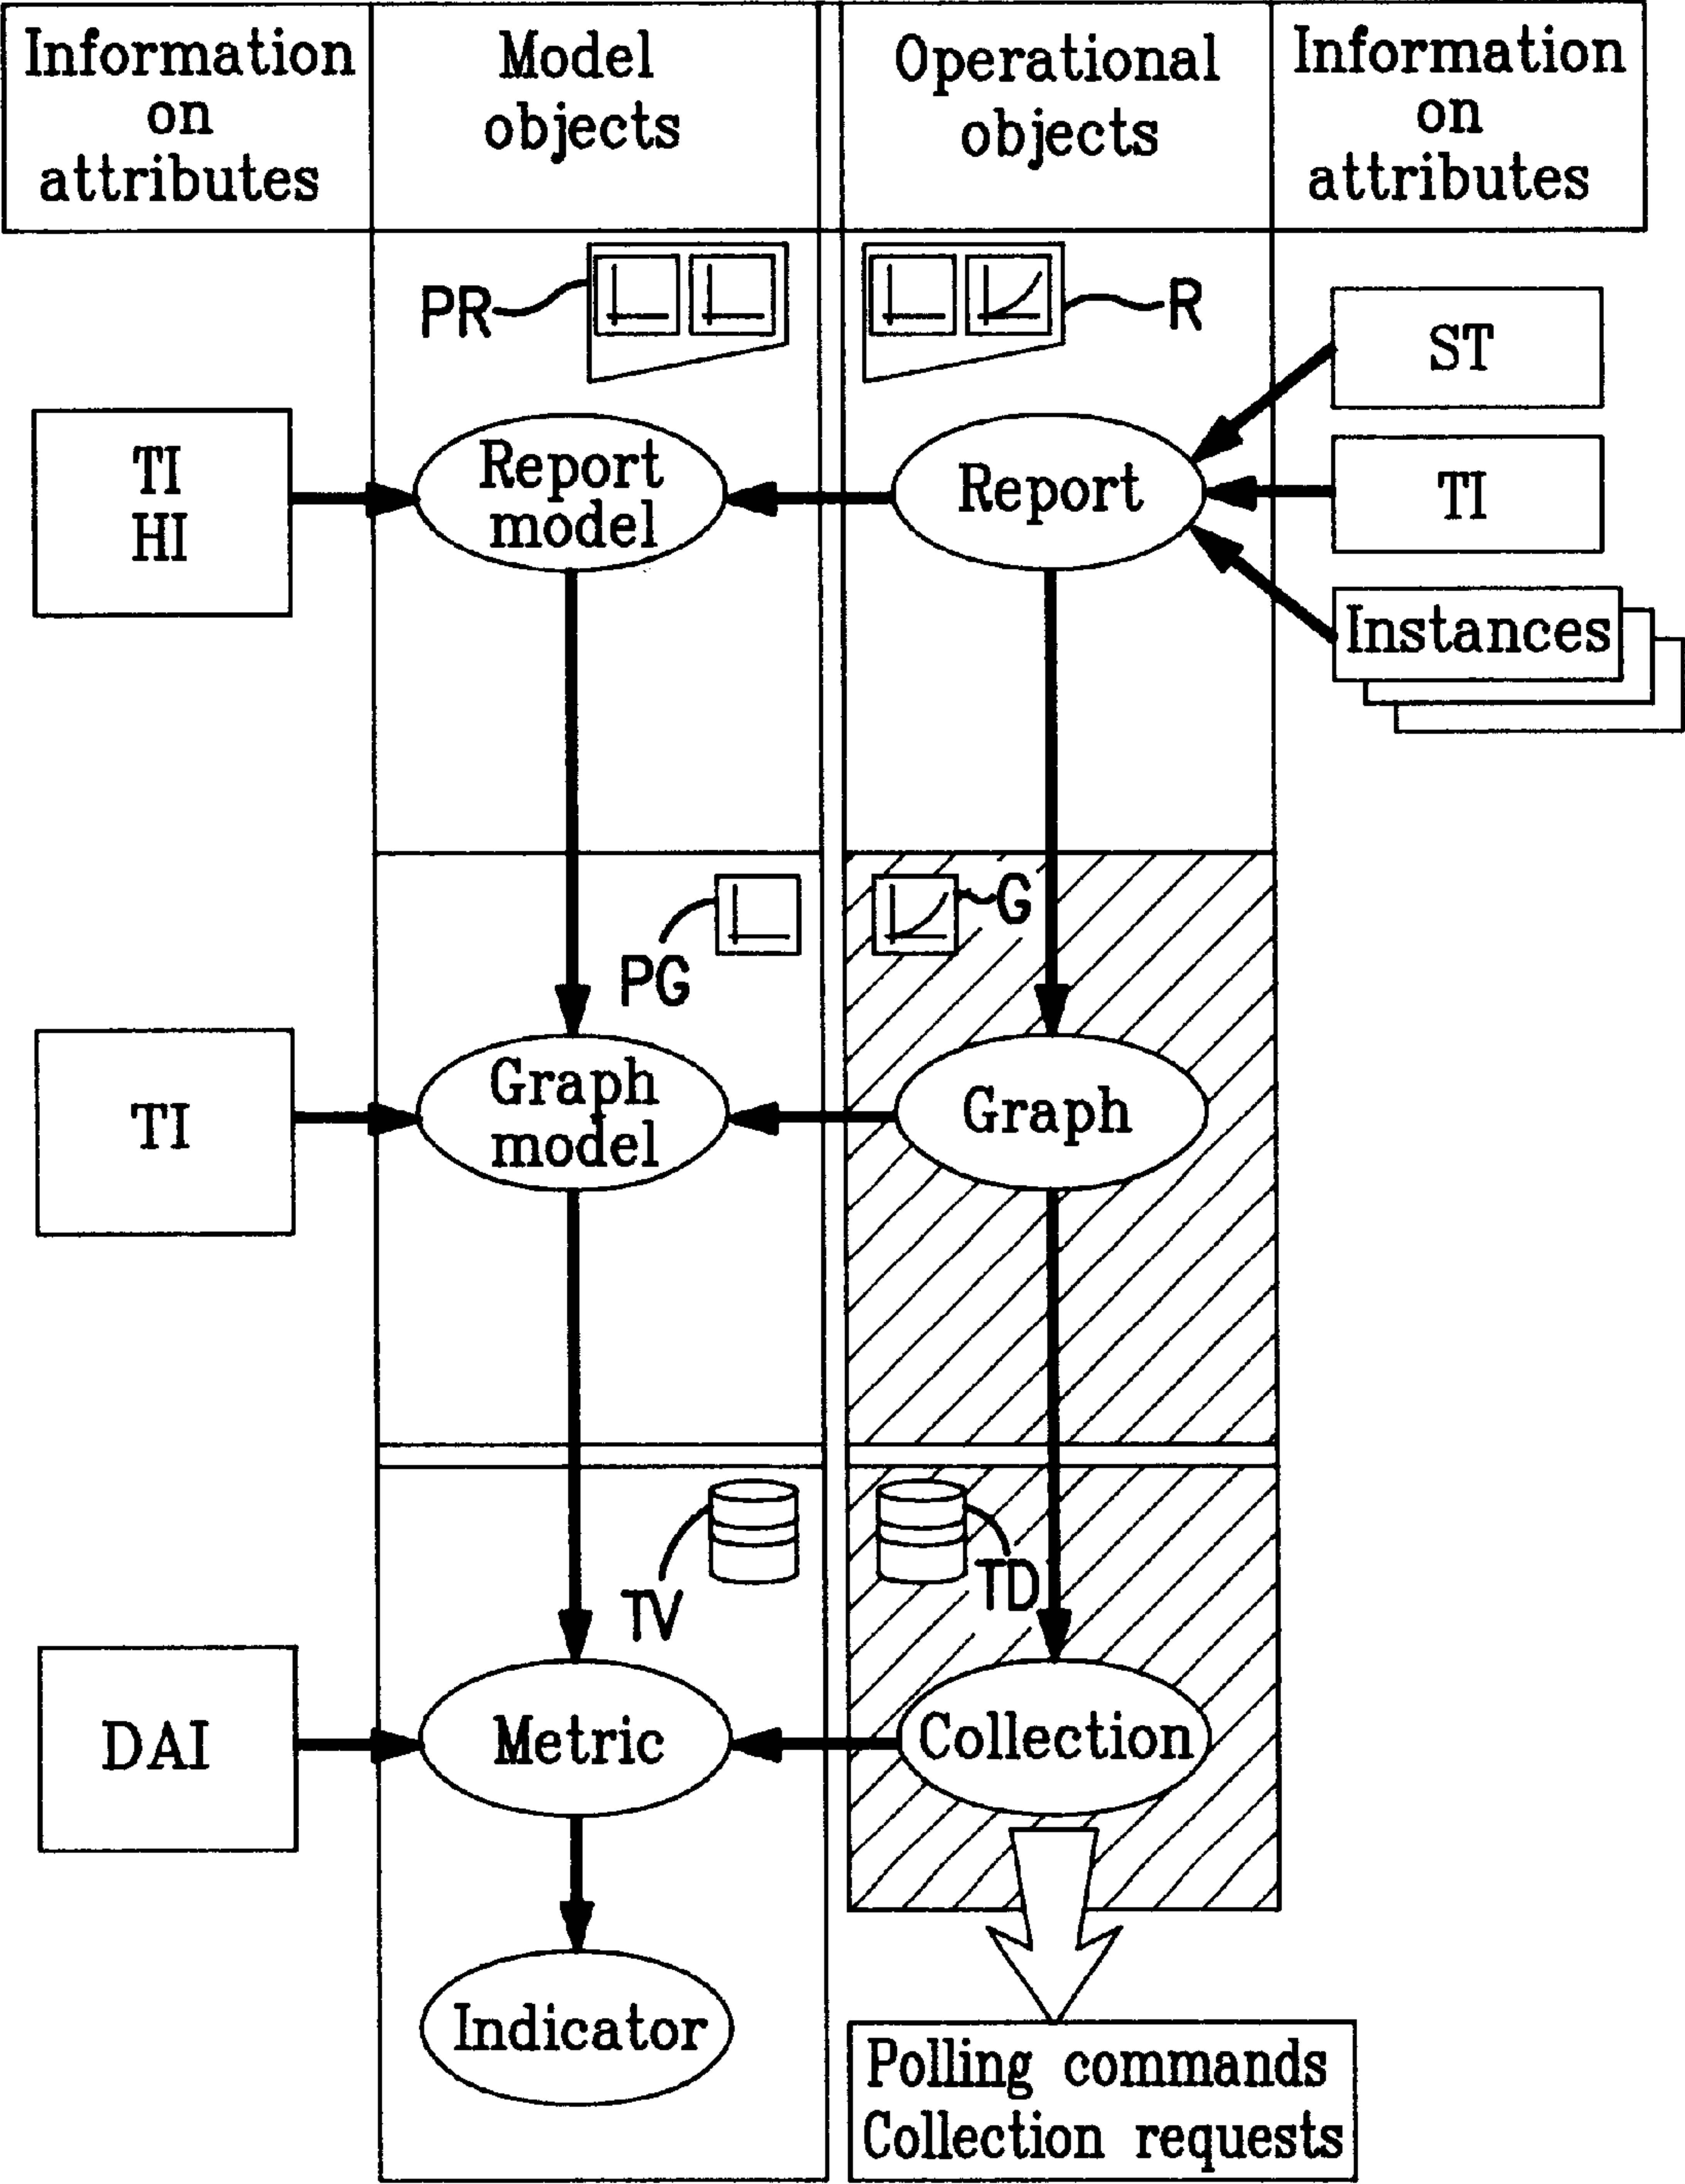 Information
on
attributes
Model
objects
Operational
objects
Information
on
attributes
PR
R
ST
TI
HI
Report
model
Report
TI
Instances
PG
G
TI
Graph
model
Graph
TV
TD
DAI
Metric
Collection
Indicator
Polling commands
Collection requests